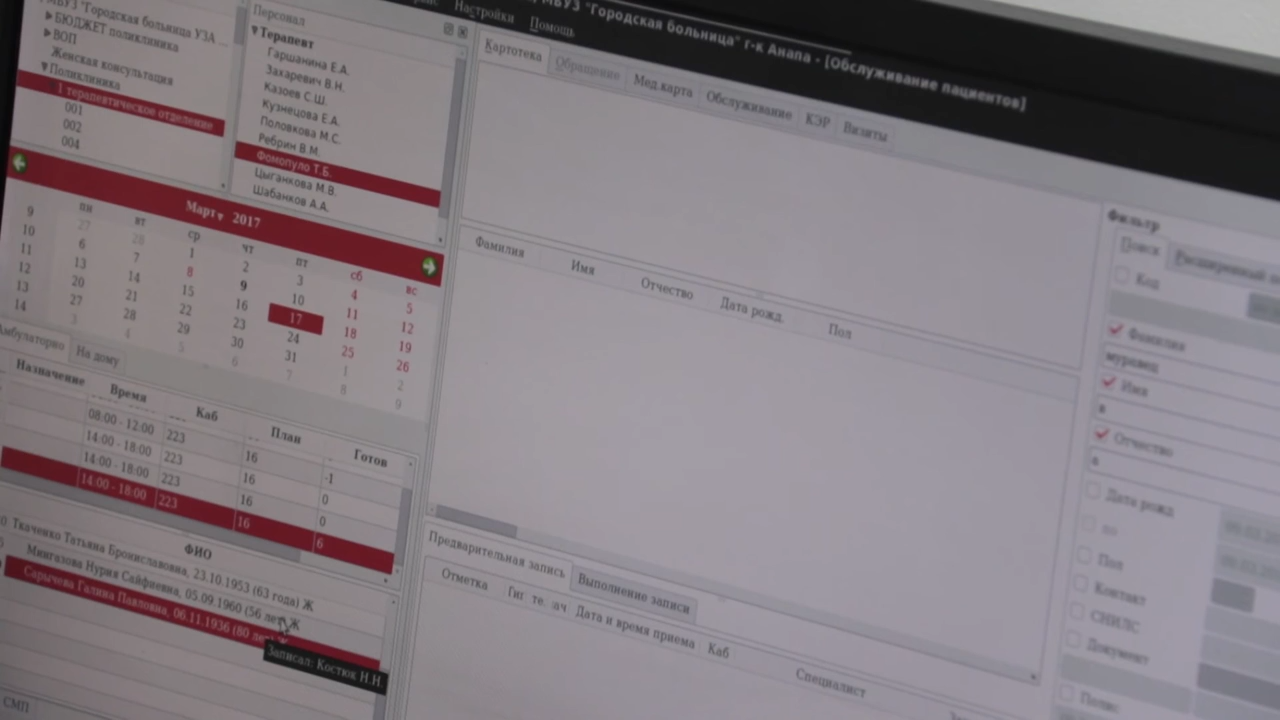 МБУЗ "Городская больница" г-к Анапа - [Обслуживание пациентов]
Настройки Помощь
МБУЗ "Городская больница УЗА ...
БЮДЖЕТ поликлиника
ВОП
Женская консультация
Поликлиника
1 терапевтическое отделение
001
002
004
Персонал
Терапевт
Гаршанина Е.А.
Захаревич В.Н.
Казоев С.Ш.
Кузнецова Е.А.
Половкова М.С.
Ребрин В.М.
Фомопуло Т.Б.
Цыганкова М.В.
Шабанков А.А.
Март 2017
пн вт ср чт пт сб вс
9 27 28 1 2 3 4 5
10 6 7 8 9 10 11 12
11 13 14 15 16 17 18 19
12 20 21 22 23 24 25 26
13 27 28 29 30 31 1 2
14 3 4 5 6 7 8 9
Амбулаторно На дому
Назначение Время Каб План Готов
08:00 - 12:00 223 16 -1
14:00 - 18:00 223 16 0
14:00 - 18:00 223 16 0
14:00 - 18:00 223 16 6
ФИО
Ткаченко Татьяна Брониславовна, 23.10.1953 (63 года) Ж
Мингазова Нурия Сайфиевна, 05.09.1960 (56 лет) Ж
Сарычева Галина Павловна, 06.11.1936 (80 лет) Ж
Записал: Костюк Н.Н.
СМП
Картотека Обращение Мед.карта Обслуживание КЭР Визиты
Фамилия Имя Отчество Дата рожд. Пол
Предварительная запись Выполнение записи
Отметка Дата и время приема Каб Специалист
Фильтр
Поиск Расширенный
Код
Фамилия
муравец
Имя
в
Отчество
в
Дата рожд
до
Пол
Контакт
СНИЛС
Документ
Полис